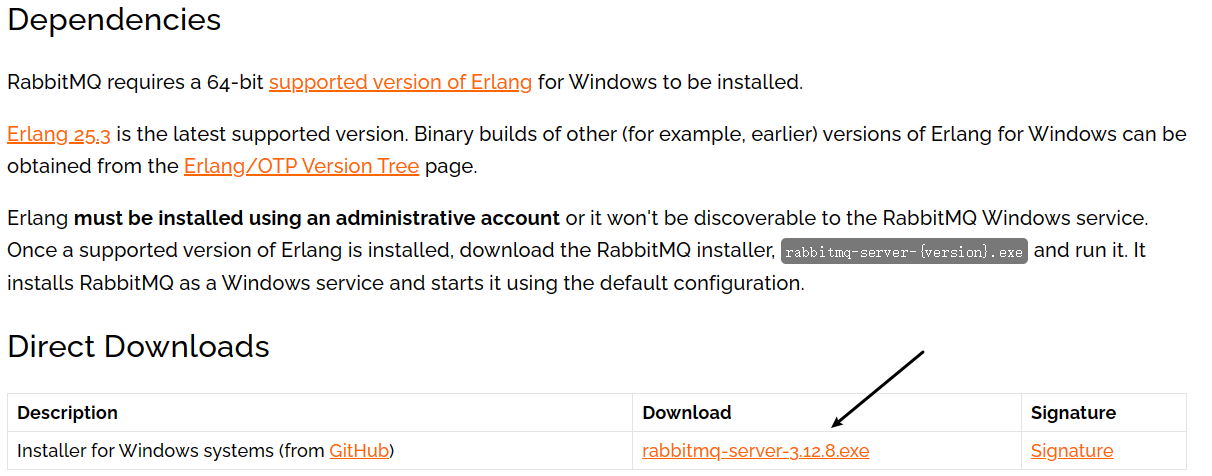 Dependencies
RabbitMQ requires a 64-bit supported version of Erlang for Windows to be installed.
Erlang 25.3 is the latest supported version. Binary builds of other (for example, earlier) versions of Erlang for Windows can be
obtained from the Erlang/OTP Version Tree page.
Erlang must be installed using an administrative account or it won't be discoverable to the RabbitMQ Windows service.
Once a supported version of Erlang is installed, download the RabbitMQ installer, rabbitmq-server-{version}.exe and run it. It
installs RabbitMQ as a Windows service and starts it using the default configuration.
Direct Downloads
Description Download Signature
Installer for Windows systems (from GitHub) rabbitmq-server-3.12.8.exe Signature